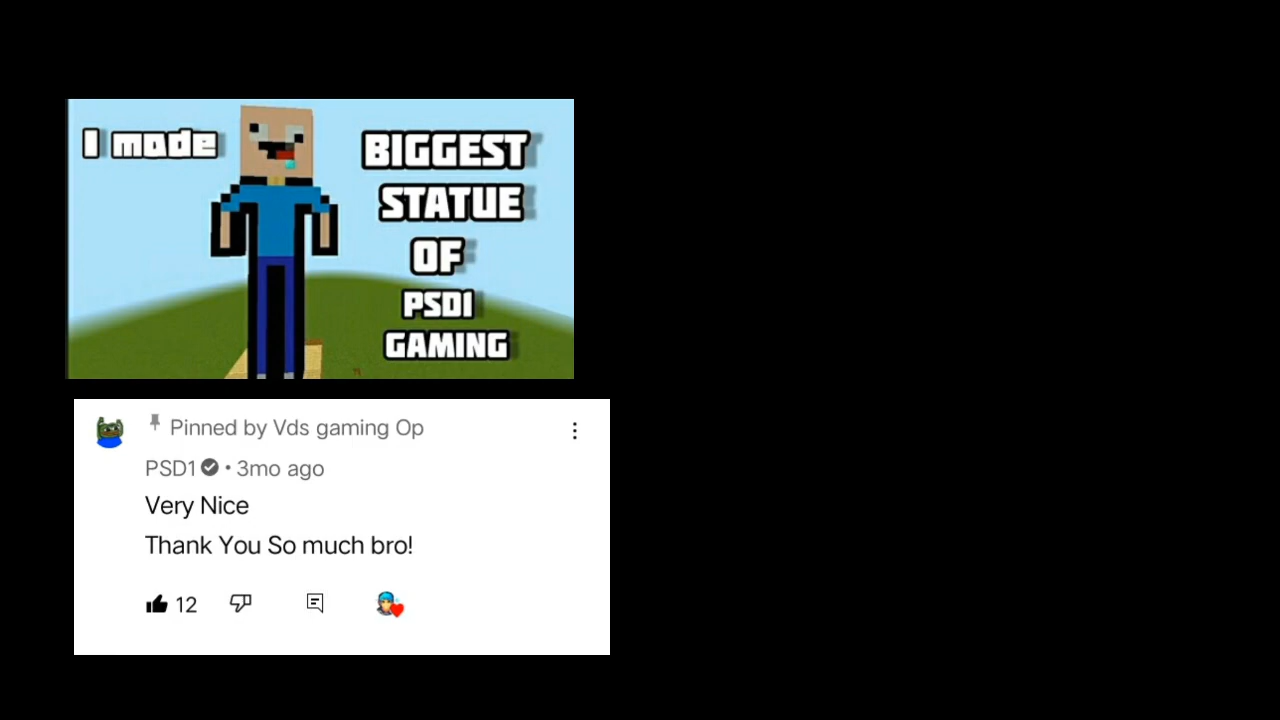 I made
BIGGEST
STATUE
OF
PSD1
GAMING
Pinned by Vds gaming Op
PSD1 • 3mo ago
Very Nice
Thank You So much bro!
12